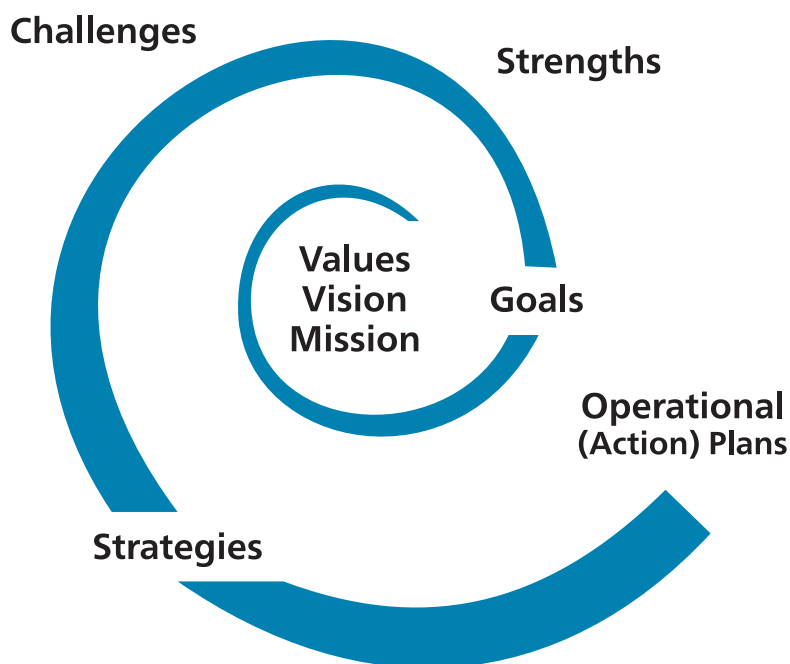 Challenges
Strengths
Values
Vision
Mission
Goals
Operational
(Action) Plans
Strategies